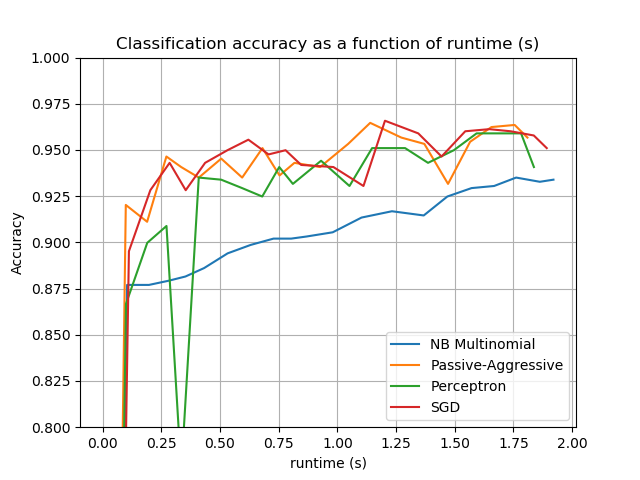 Classification accuracy as a function of runtime (s)
1.000
0.975
0.950
0.925
0.900
0.875
0.850
0.825
0.800
Accuracy
NB Multinomial
Passive-Aggressive
Perceptron
SGD
0.00 0.25 0.50 0.75 1.00 1.25 1.50 1.75 2.00
runtime (s)